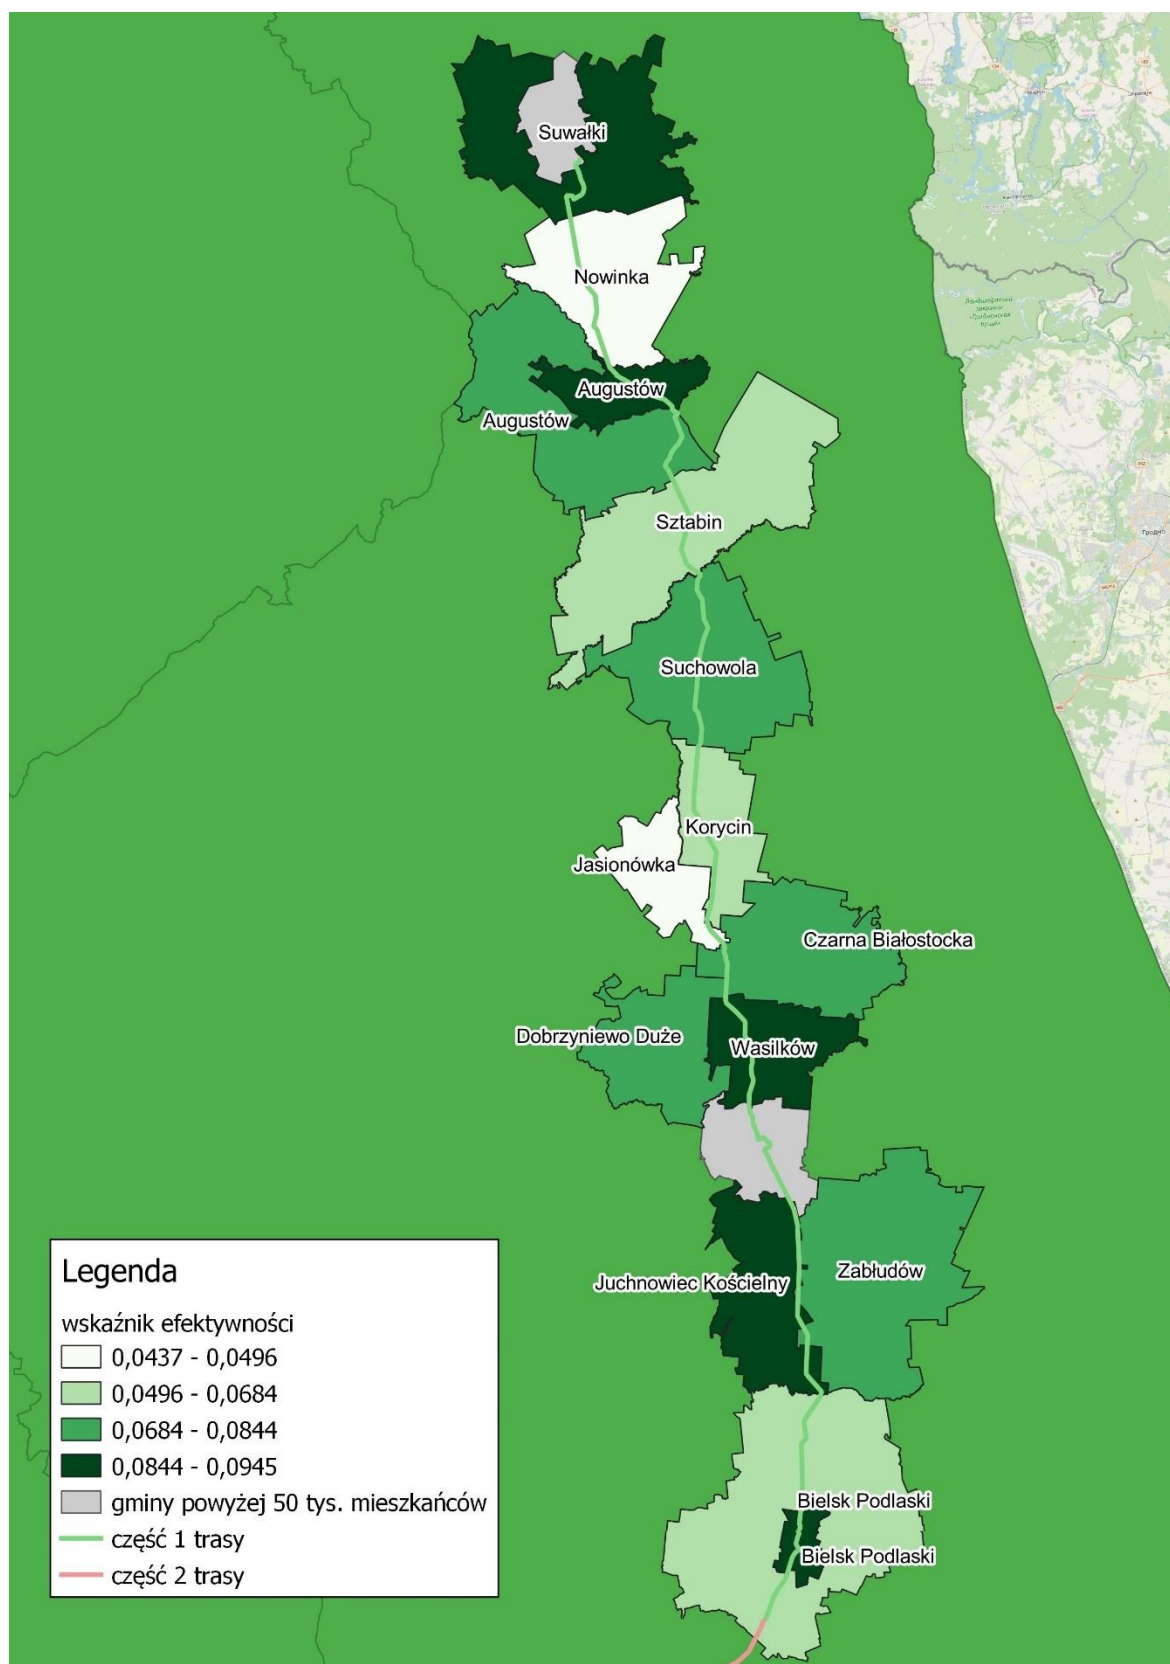 Suwałki
Nowinka
Augustów
Augustów
Sztabin
Suchowola
Korycin
Jasionówka
Czarna Białostocka
Dobrzyniewo Duże
Wasilków
Zabłudów
Juchnowiec Kościelny
Bielsk Podlaski
Bielsk Podlaski
Legenda
wskaźnik efektywności
0,0437 - 0,0496
0,0496 - 0,0684
0,0684 - 0,0844
0,0844 - 0,0945
gminy powyżej 50 tys. mieszkańców
część 1 trasy
część 2 trasy